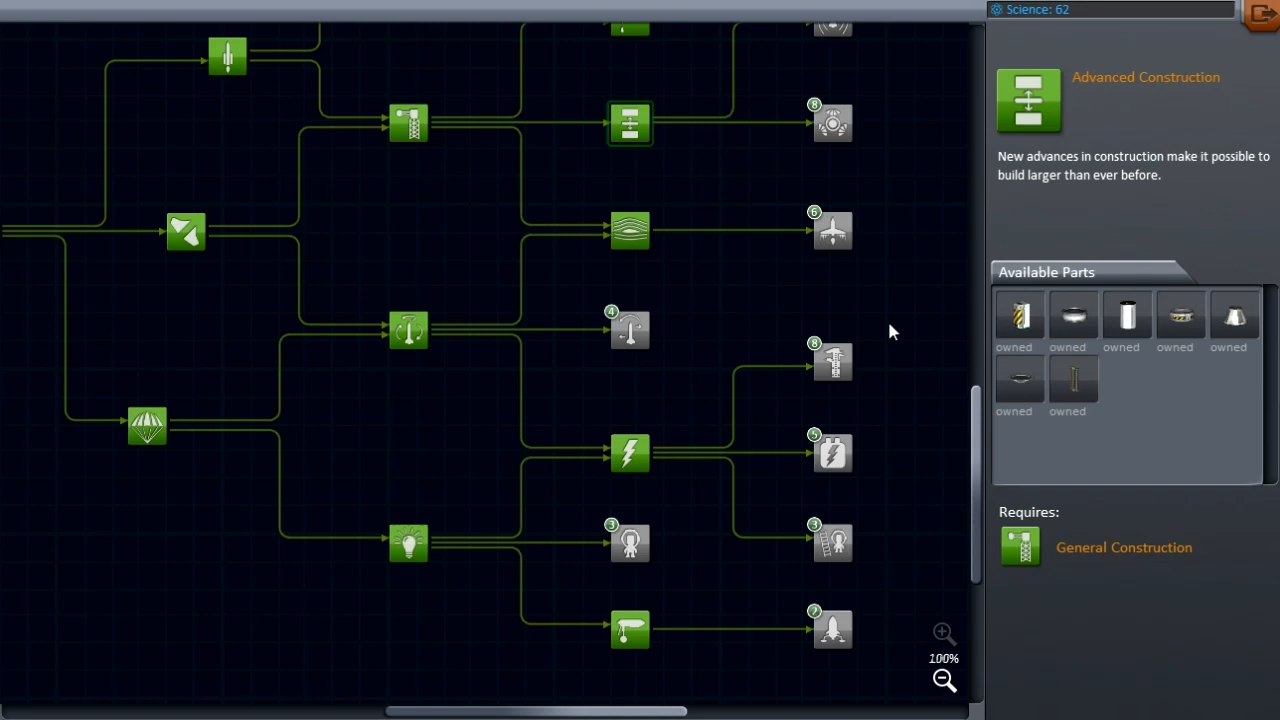 Science: 62
Advanced Construction
New advances in construction make it possible to
build larger than ever before.
Available Parts
owned owned owned owned owned
owned owned
Requires:
General Construction
8
6
4
8
5
3 3
2
100%